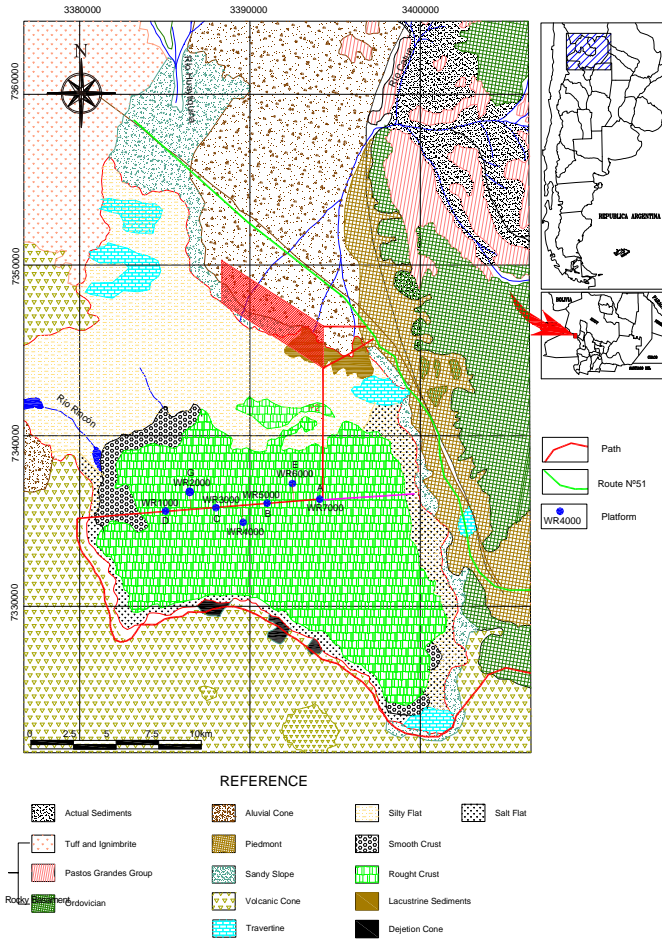 3380000
3390000
3400000
7360000
7350000
7340000
7330000
N
Río Rincón
G
WR2000
E
WR6000
A
WR7000
WR1000
D
WR3000
C
WR5000
B
WR4000
0
2.5
5
7.5
10km
REPUBLICA ARGENTINA
BOLIVIA
CHACO
Path
Route Nº51
WR4000
Platform
REFERENCE
Actual Sediments
Aluvial Cone
Silty Flat
Salt Flat
Tuff and Ignimbrite
Piedmont
Smooth Crust
Pastos Grandes Group
Sandy Slope
Rought Crust
Rocky Basament
Ordovician
Volcanic Cone
Lacustrine Sediments
Travertine
Dejetion Cone